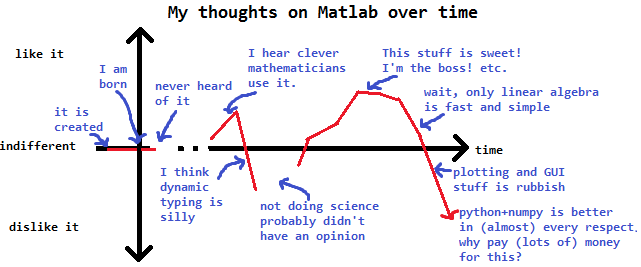 My thoughts on Matlab over time
like it
I am
born
it is
created
never heard
of it
I hear clever
mathematicians
use it.
This stuff is sweet!
I'm the boss! etc.
wait, only linear algebra
is fast and simple
indifferent
time
I think
dynamic
typing is
silly
not doing science
probably didn't
have an opinion
plotting and GUI
stuff is rubbish
python+numpy is better
in (almost) every respect,
why pay (lots of) money
for this?
dislike it